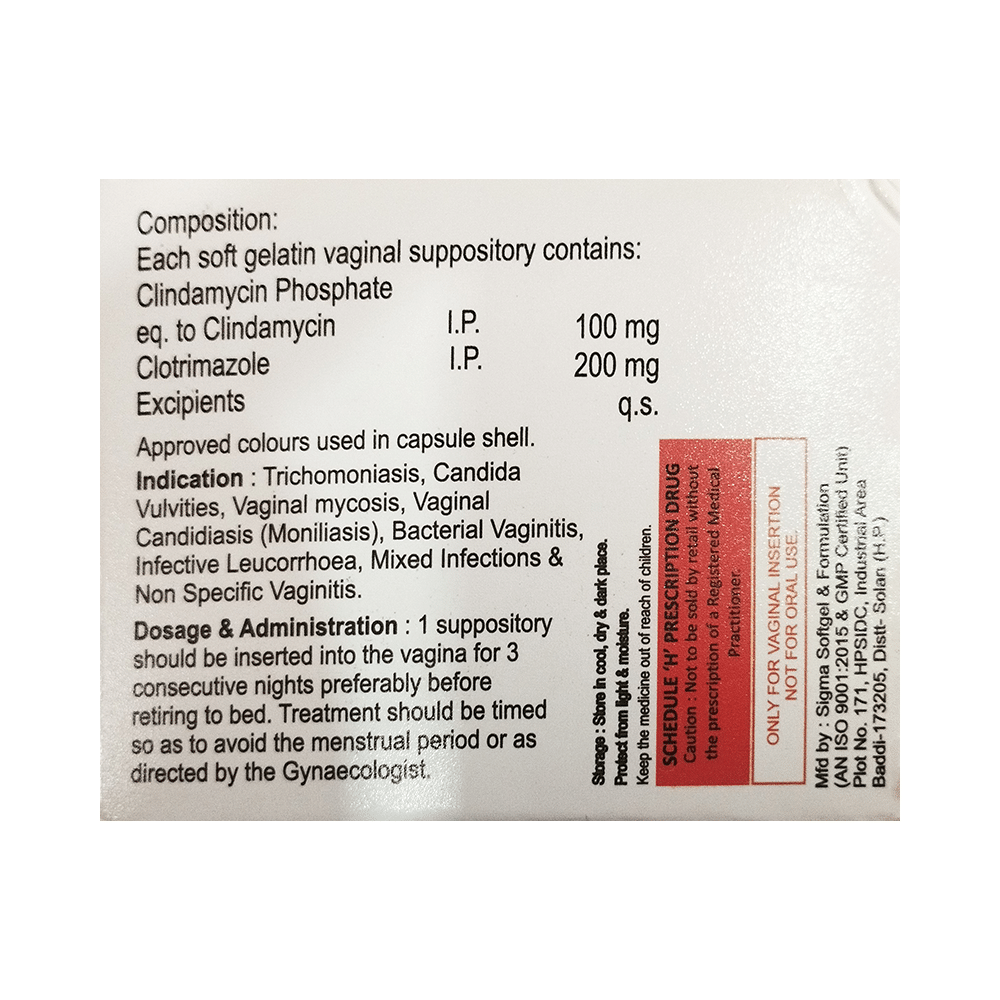 Composition:
Each soft gelatin vaginal suppository contains:
Clindamycin Phosphate
eq. to Clindamycin I.P. 100 mg
Clotrimazole I.P. 200 mg
Excipients q.s.
Approved colours used in capsule shell.
Indication : Trichomoniasis, Candida
Vulvities, Vaginal mycosis, Vaginal
Candidiasis (Moniliasis), Bacterial Vaginitis,
Infective Leucorrhoea, Mixed Infections &
Non Specific Vaginitis.
Dosage & Administration : 1 suppository
should be inserted into the vagina for 3
consecutive nights preferably before
retiring to bed. Treatment should be timed
so as to avoid the menstrual period or as
directed by the Gynaecologist.
Storage : Store in cool, dry & dark place.
Protect from light & moisture.
Keep the medicine out of reach of children.
SCHEDULE 'H' PRESCRIPTION DRUG
Caution : Not to be sold by retail without
the prescription of a Registered Medical
Practitioner.
ONLY FOR VAGINAL INSERTION
NOT FOR ORAL USE.
Mfd by : Sigma Softgel & Formulation
(AN ISO 9001:2015 & GMP Certified Unit)
Plot No. 171, HPSIDC, Industrial Area
Baddi-173205, Distt- Solan (H.P.)